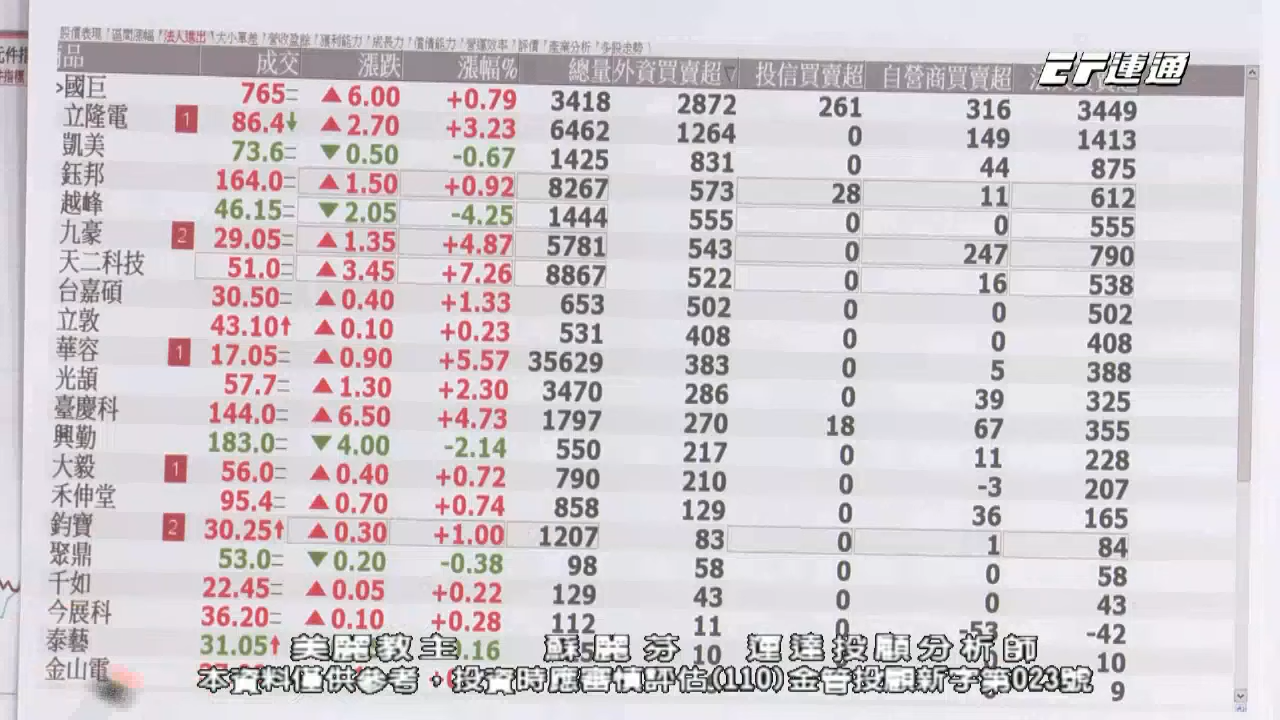 股價表現 區間漲幅 法人進出 大小單差 營收盈餘 獲利能力 成長力 償債能力 營運效率 評價 產業分析 多股走勢
ET運通
品 成交 漲跌 漲幅% 總量 外資買賣超▽ 投信買賣超 自營商買賣超
>國巨 765= ▲6.00 +0.79 3418 2872 261 316 3449
立隆電 1 86.4↓ ▲2.70 +3.23 6462 1264 0 149 1413
凱美 73.6= ▼0.50 -0.67 1425 831 0 44 875
鈺邦 164.0= ▲1.50 +0.92 8267 573 28 11 612
越峰 46.15= ▼2.05 -4.25 1444 555 0 0 555
九豪 2 29.05= ▲1.35 +4.87 5781 543 0 247 790
天二科技 51.0= ▲3.45 +7.26 8867 522 0 16 538
台嘉碩 30.50= ▲0.40 +1.33 653 502 0 0 502
立敦 43.10↑ ▲0.10 +0.23 531 408 0 0 408
華容 1 17.05= ▲0.90 +5.57 35629 383 0 5 388
光頡 57.7= ▲1.30 +2.30 3470 286 0 39 325
臺慶科 144.0= ▲6.50 +4.73 1797 270 18 67 355
興勤 183.0= ▼4.00 -2.14 550 217 0 11 228
大毅 1 56.0= ▲0.40 +0.72 790 210 0 -3 207
禾伸堂 95.4= ▲0.70 +0.74 858 129 0 36 165
鈞寶 2 30.25↑ ▲0.30 +1.00 1207 83 0 1 84
聚鼎 53.0= ▼0.20 -0.38 98 58 0 0 58
千如 22.45= ▲0.05 +0.22 129 43 0 0 43
今展科 36.20= ▲0.10 +0.28 112 11 0 -53 -42
泰藝 31.05↑ 10 10
金山電 9
美麗教主 蘇麗芬 運達投顧分析師
本資料僅供參考，投資時應審慎評估(110)金管投顧新字第023號